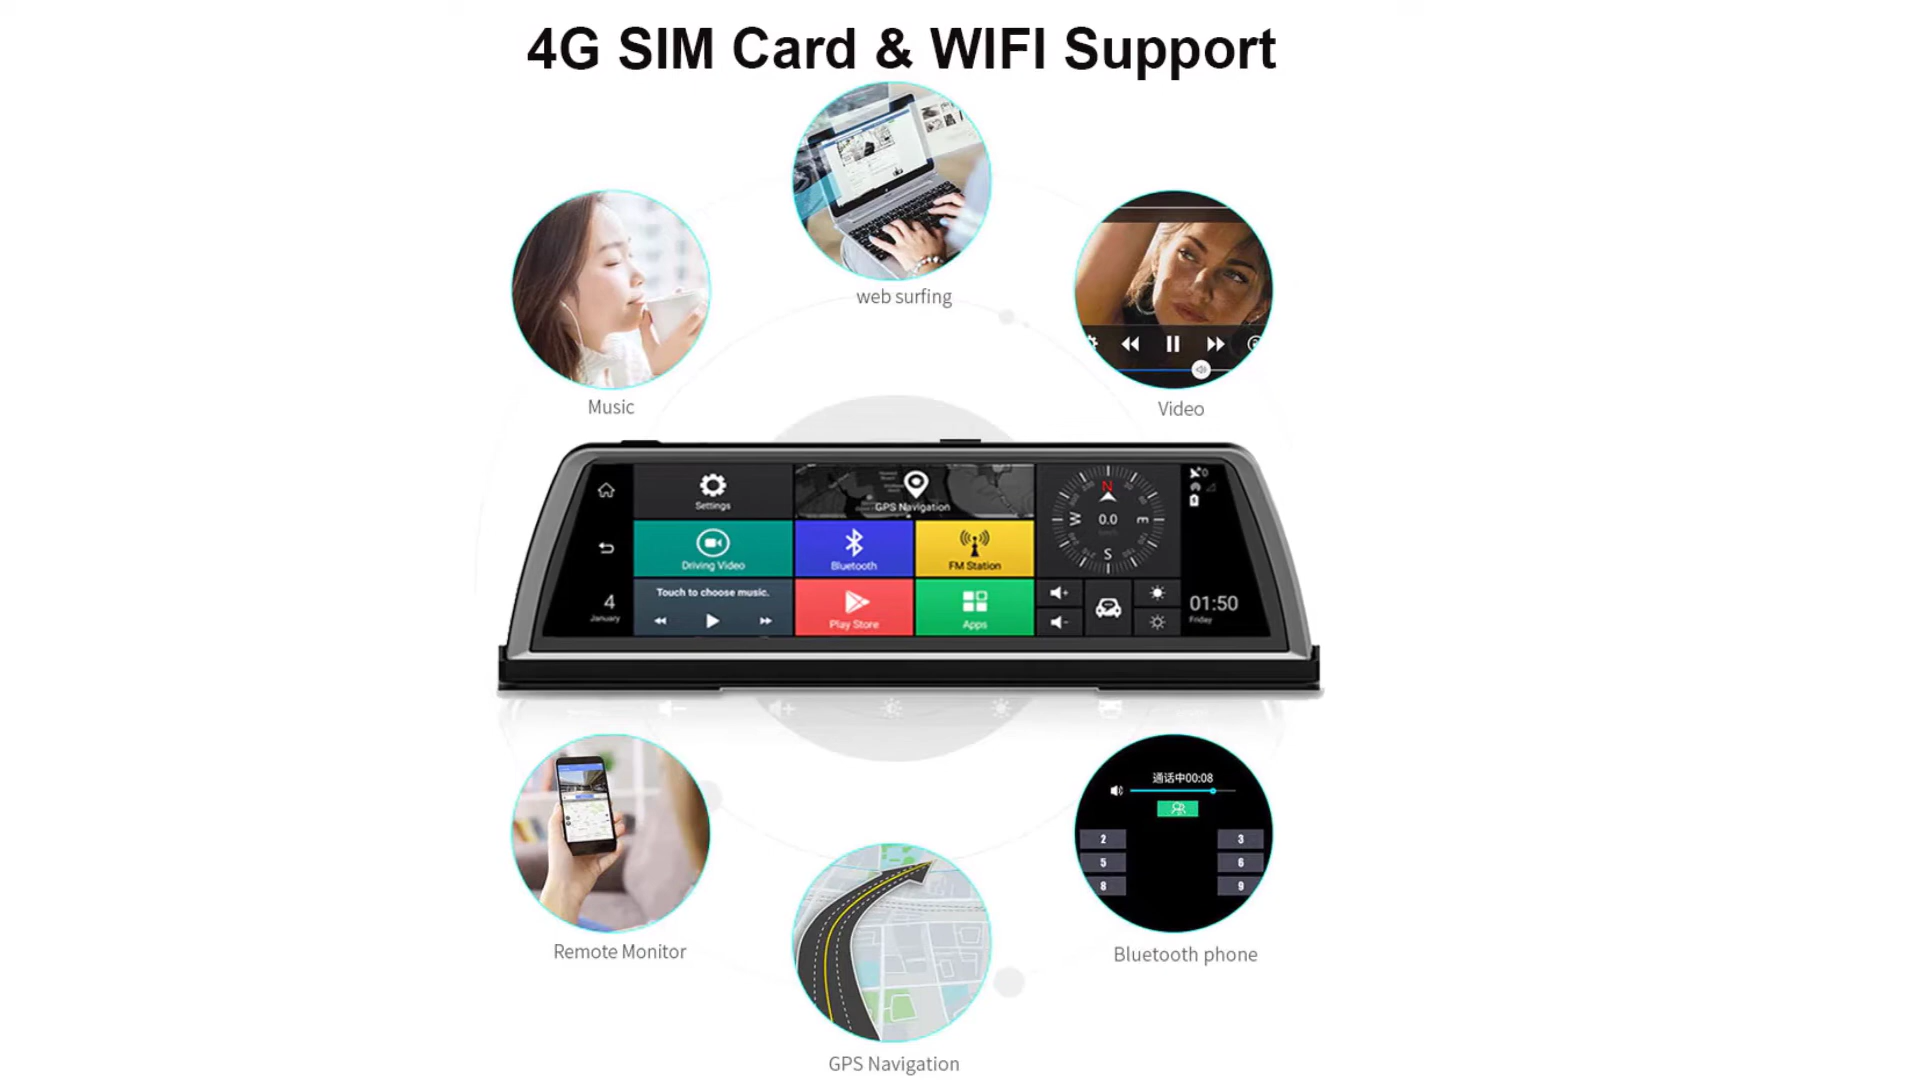 4G SIM Card & WIFI Support
web surfing
Music
Video
Settings
GPS Navigation
N
W 0.0 E
S
0
Driving Video
Bluetooth
FM Station
4
January
Touch to choose music.
Play Store
Apps
01:50
Friday
通话中00:08
2 3
5 6
8 9
Remote Monitor
Bluetooth phone
GPS Navigation